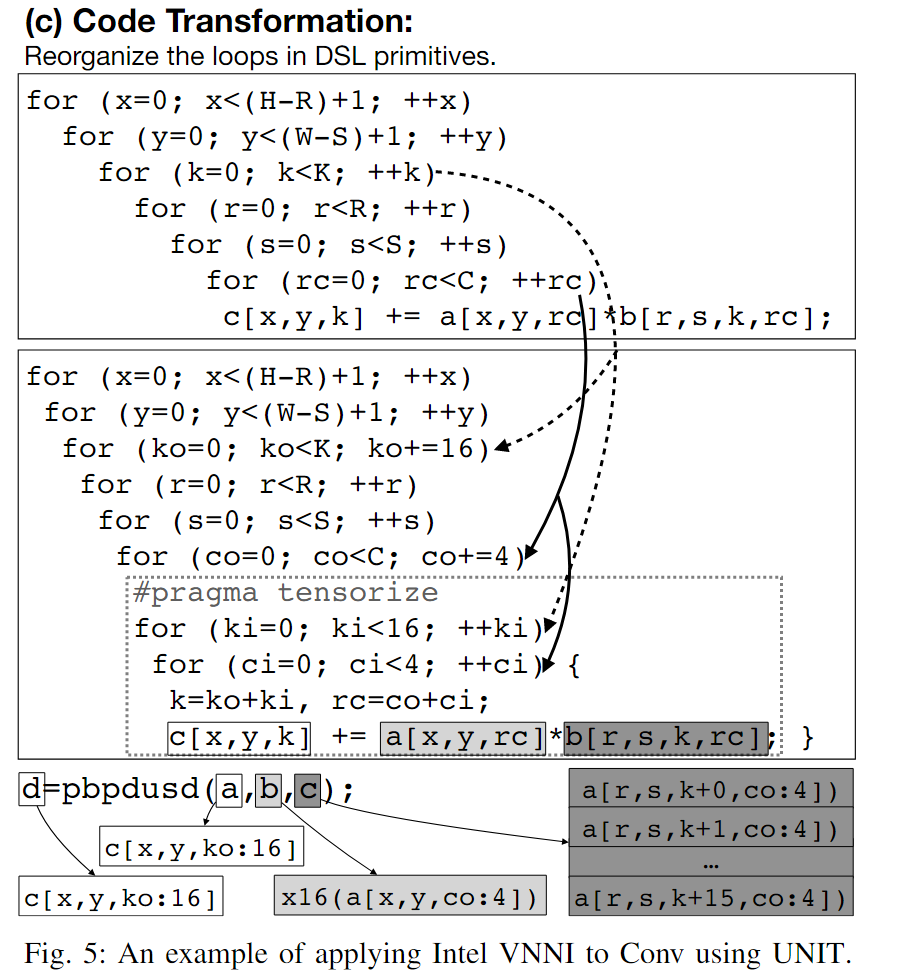 (c) Code Transformation:
Reorganize the loops in DSL primitives.
for (x=0; x<(H-R)+1; ++x)
for (y=0; y<(W-S)+1; ++y)
for (k=0; k<K; ++k)
for (r=0; r<R; ++r)
for (s=0; s<S; ++s)
for (rc=0; rc<C; ++rc)
c[x,y,k] += a[x,y,rc]*b[r,s,k,rc];
for (x=0; x<(H-R)+1; ++x)
for (y=0; y<(W-S)+1; ++y)
for (ko=0; ko<K; ko+=16)
for (r=0; r<R; ++r)
for (s=0; s<S; ++s)
for (co=0; co<C; co+=4)
#pragma tensorize
for (ki=0; ki<16; ++ki)
for (ci=0; ci<4; ++ci) {
k=ko+ki, rc=co+ci;
c[x,y,k] += a[x,y,rc]*b[r,s,k,rc]; }
d=pbpdusd(a,b,c);
c[x,y,ko:16]
c[x,y,ko:16]
x16(a[x,y,co:4])
a[r,s,k+0,co:4])
a[r,s,k+1,co:4])
…
a[r,s,k+15,co:4])
Fig. 5: An example of applying Intel VNNI to Conv using UNIT.